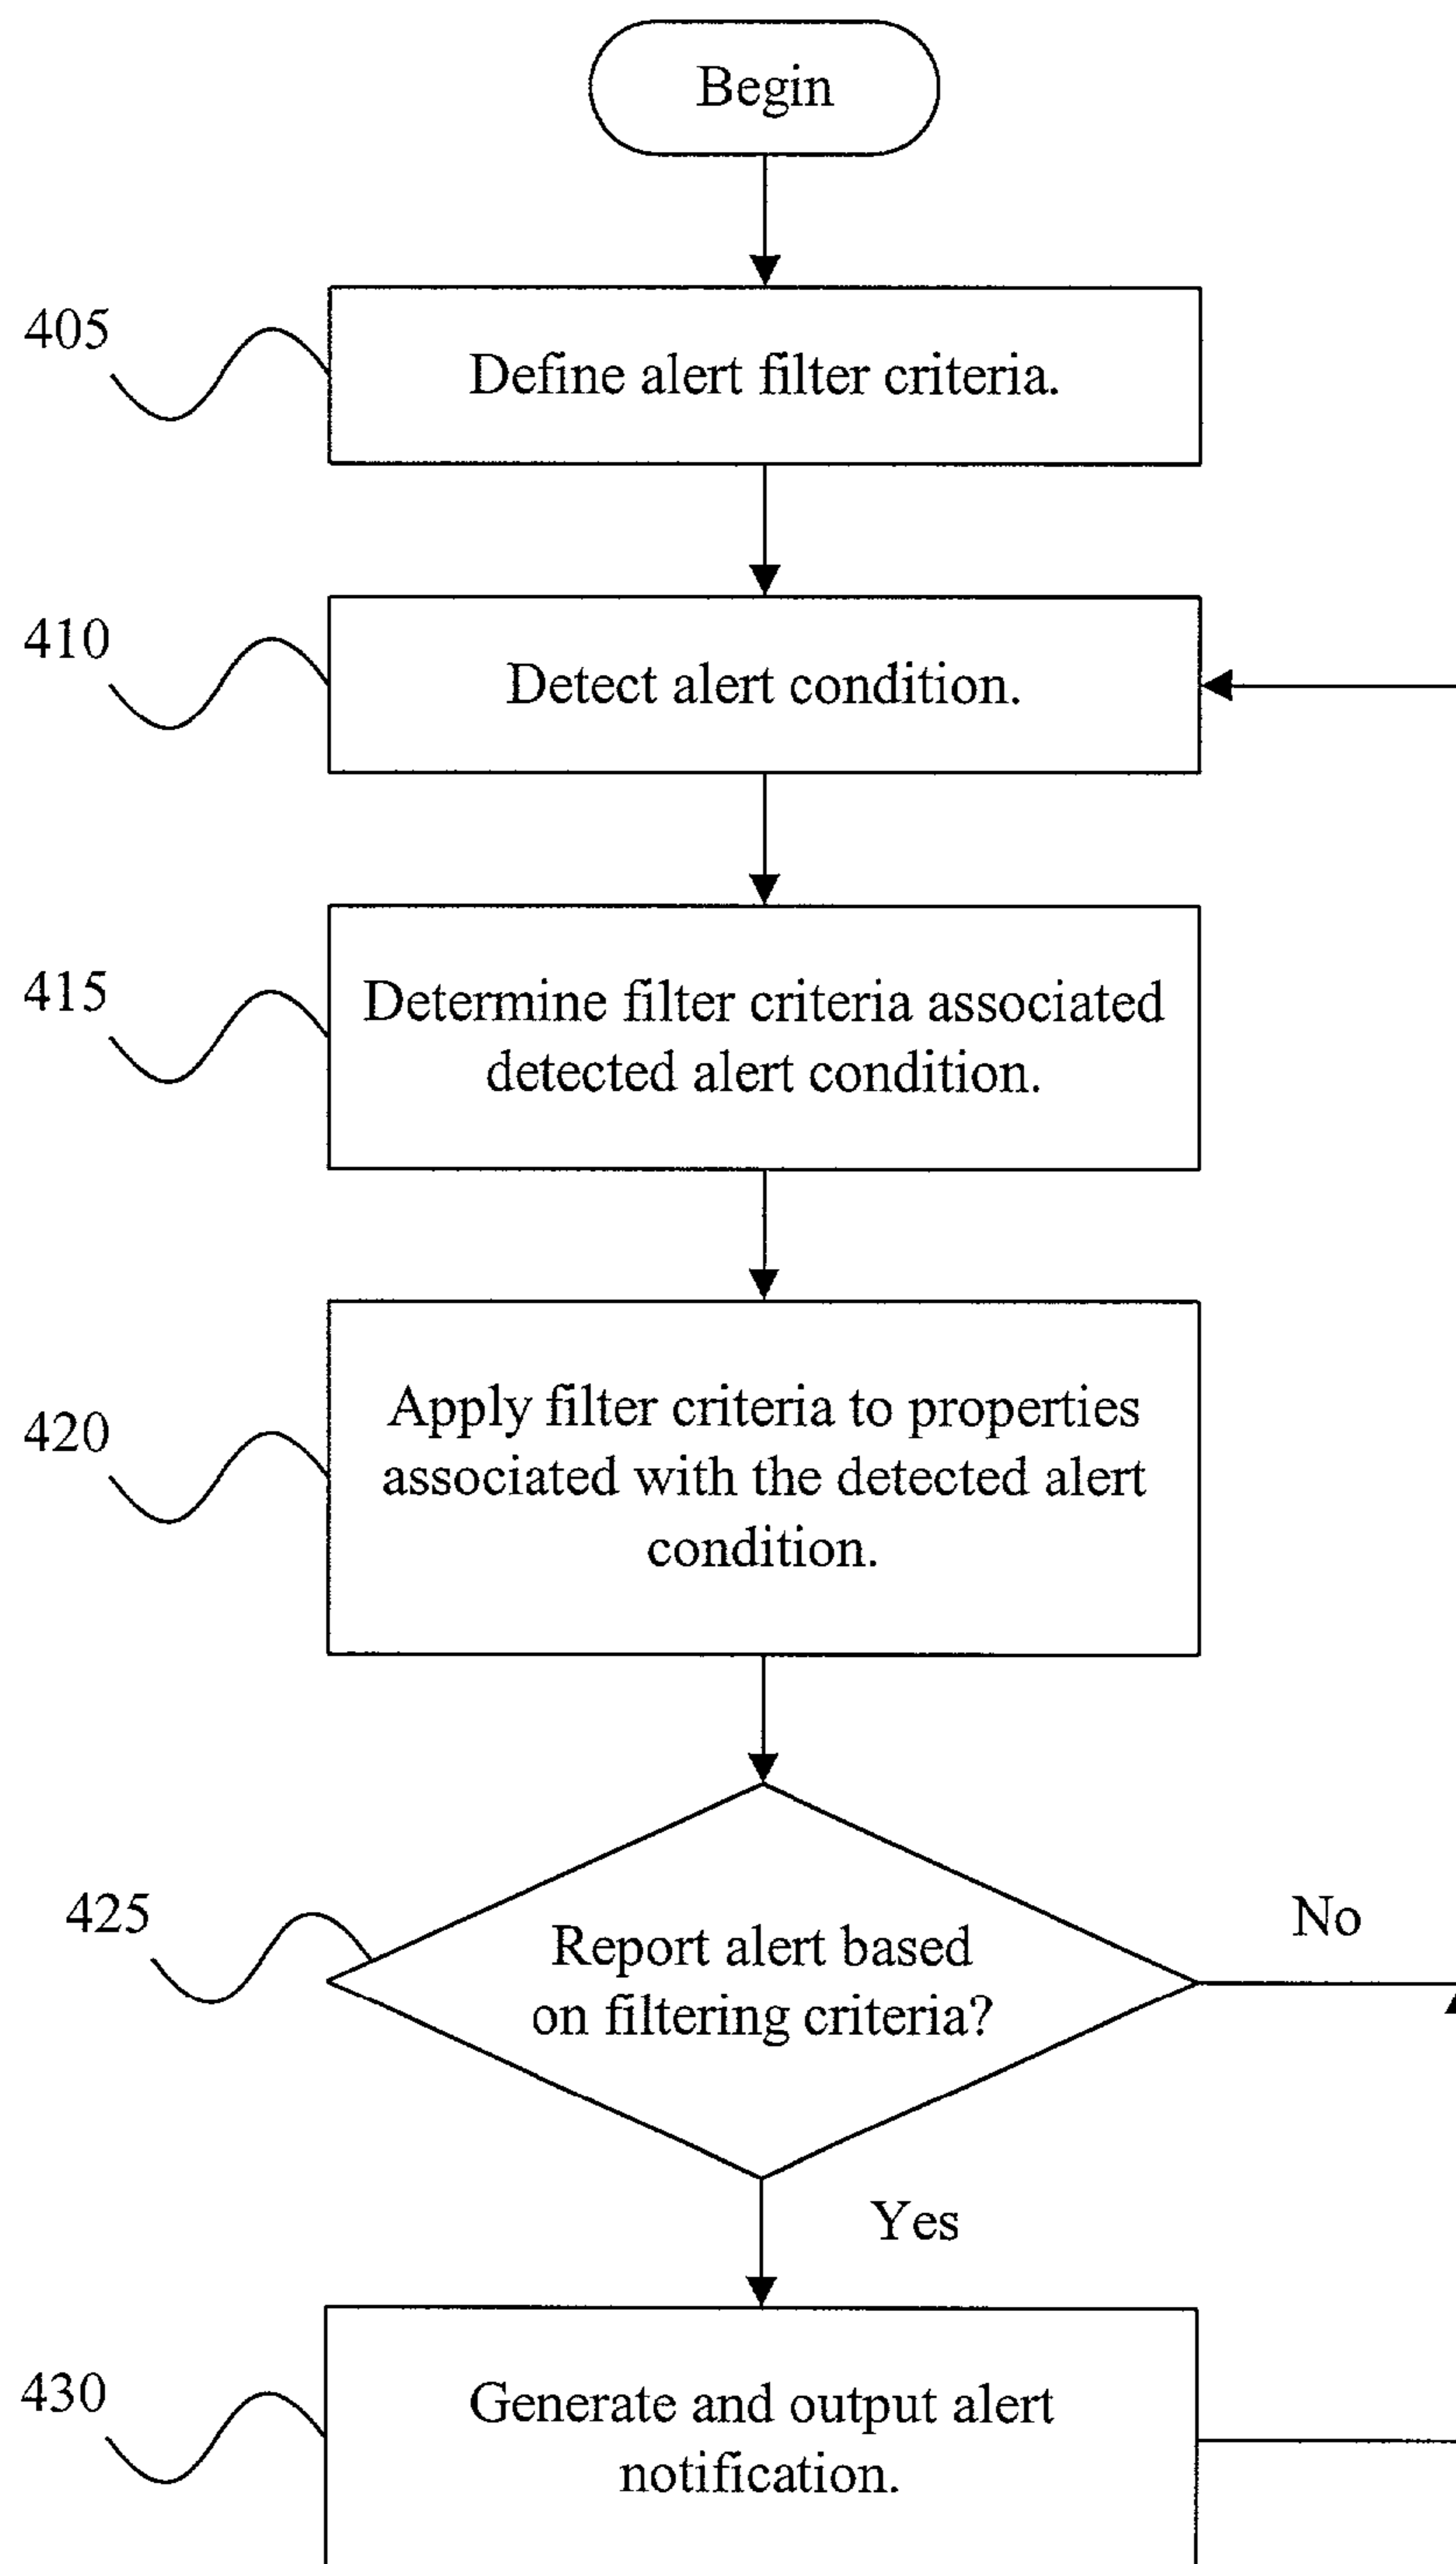 Begin
405
Define alert filter criteria.
410
Detect alert condition.
415
Determine filter criteria associated
detected alert condition.
420
Apply filter criteria to properties
associated with the detected alert
condition.
425
Report alert based
on filtering criteria?
No
Yes
430
Generate and output alert
notification.